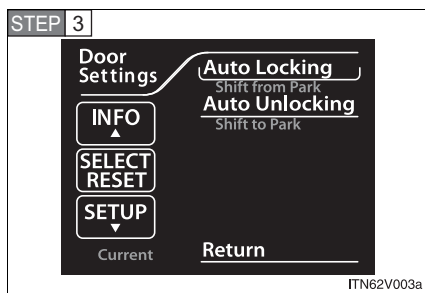 STEP 3
Door
Settings
INFO
SELECT
RESET
SETUP
Current
Auto Locking
Shift from Park
Auto Unlocking
Shift to Park
Return
ITN62V003a